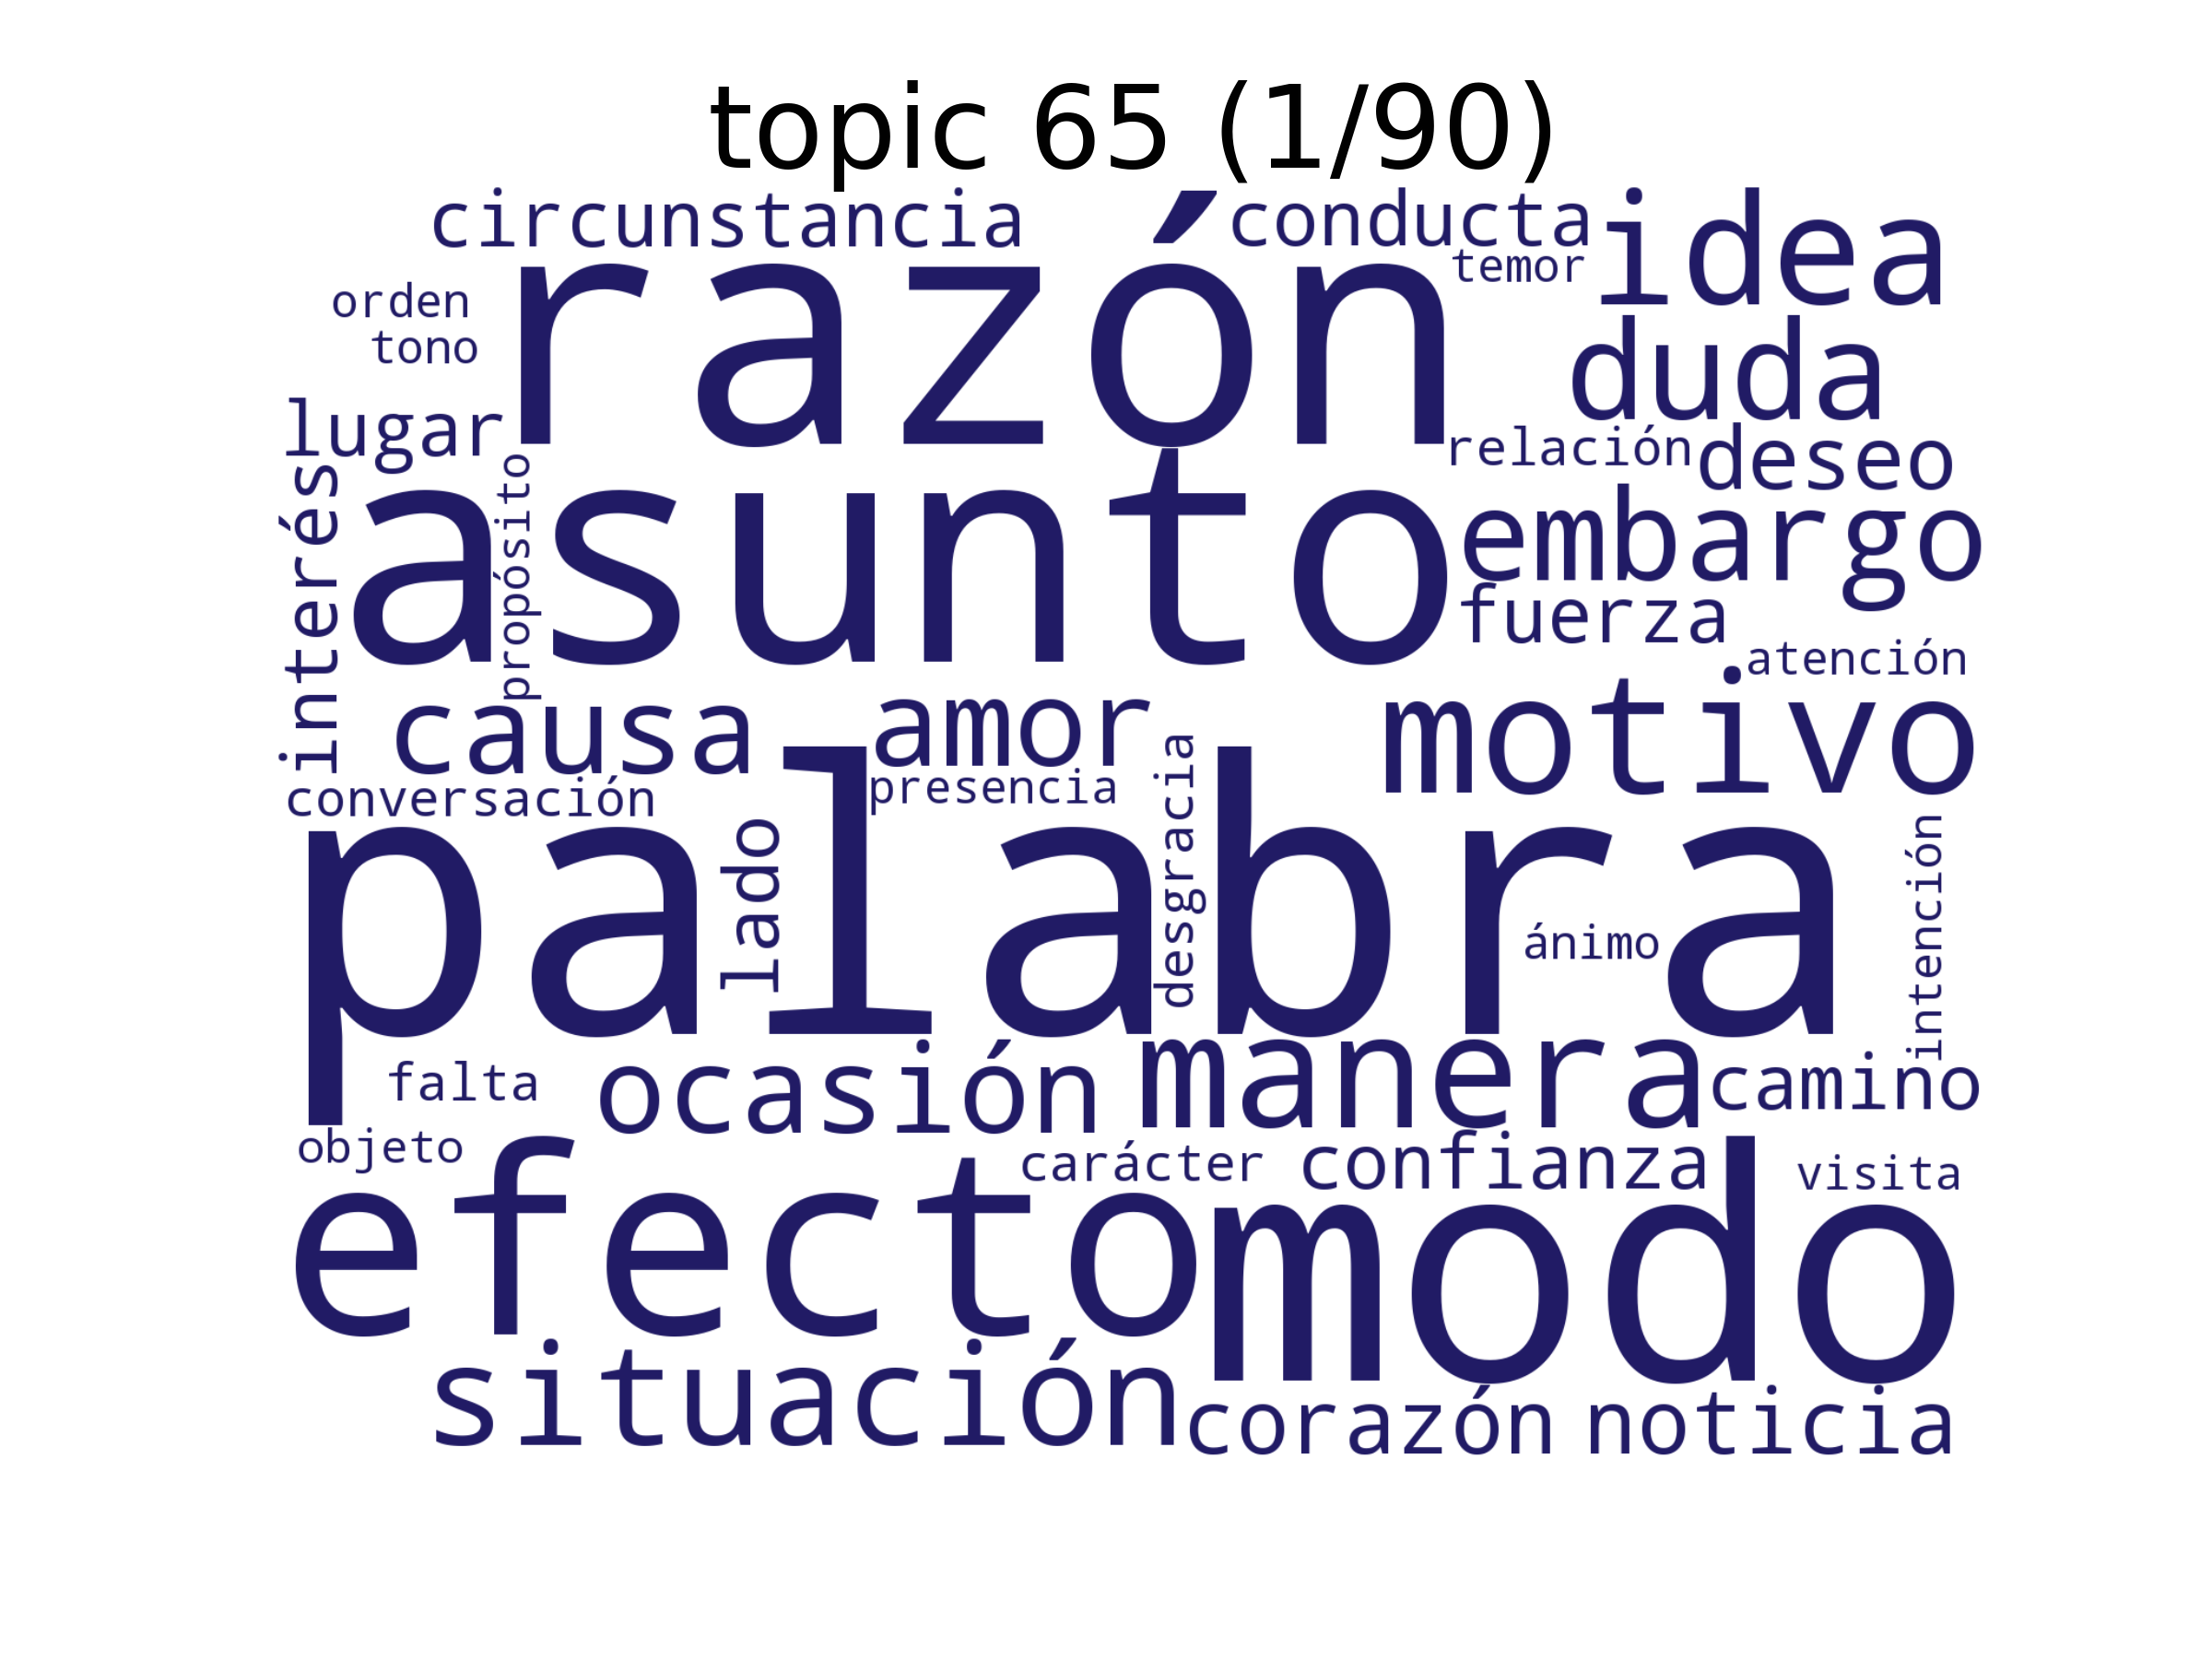 topic 65 (1/90)
circunstancia
conducta
idea
temor
razón
orden
tono
duda
lugar
relación
deseo
interés
propósito
asunto
embargo
fuerza
atención
causa
amor
motivo
conversación
presencia
palabra
lado
desgracia
ánimo
intención
falta
ocasión
manera
camino
objeto
carácter
confianza
visita
efecto
modo
situación
corazón
noticia